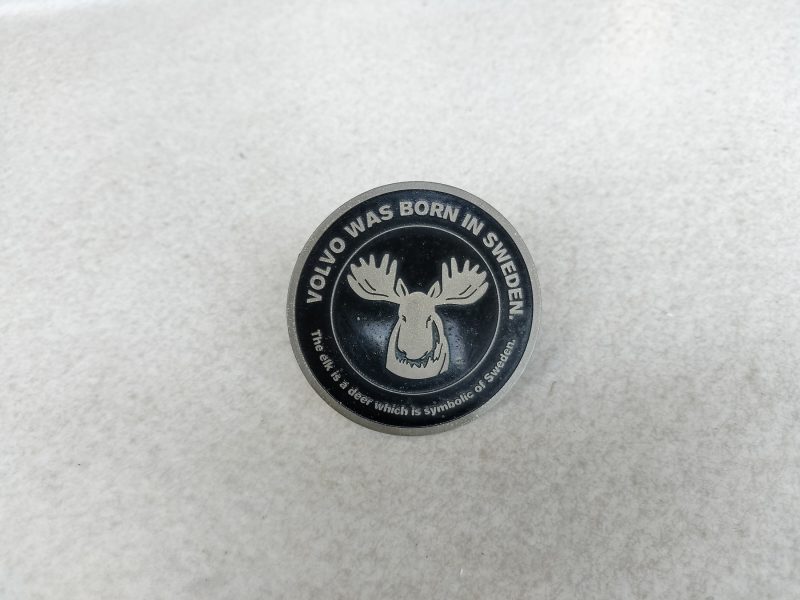 VOLVO WAS BORN IN SWEDEN.
The elk is a deer which is symbolic of Sweden.